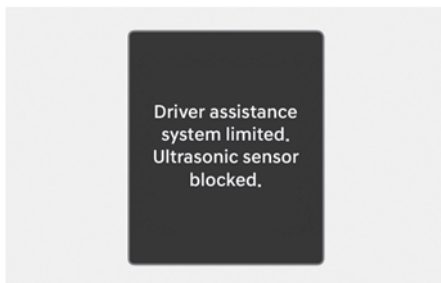 Driver assistance
system limited.
Ultrasonic sensor
blocked.